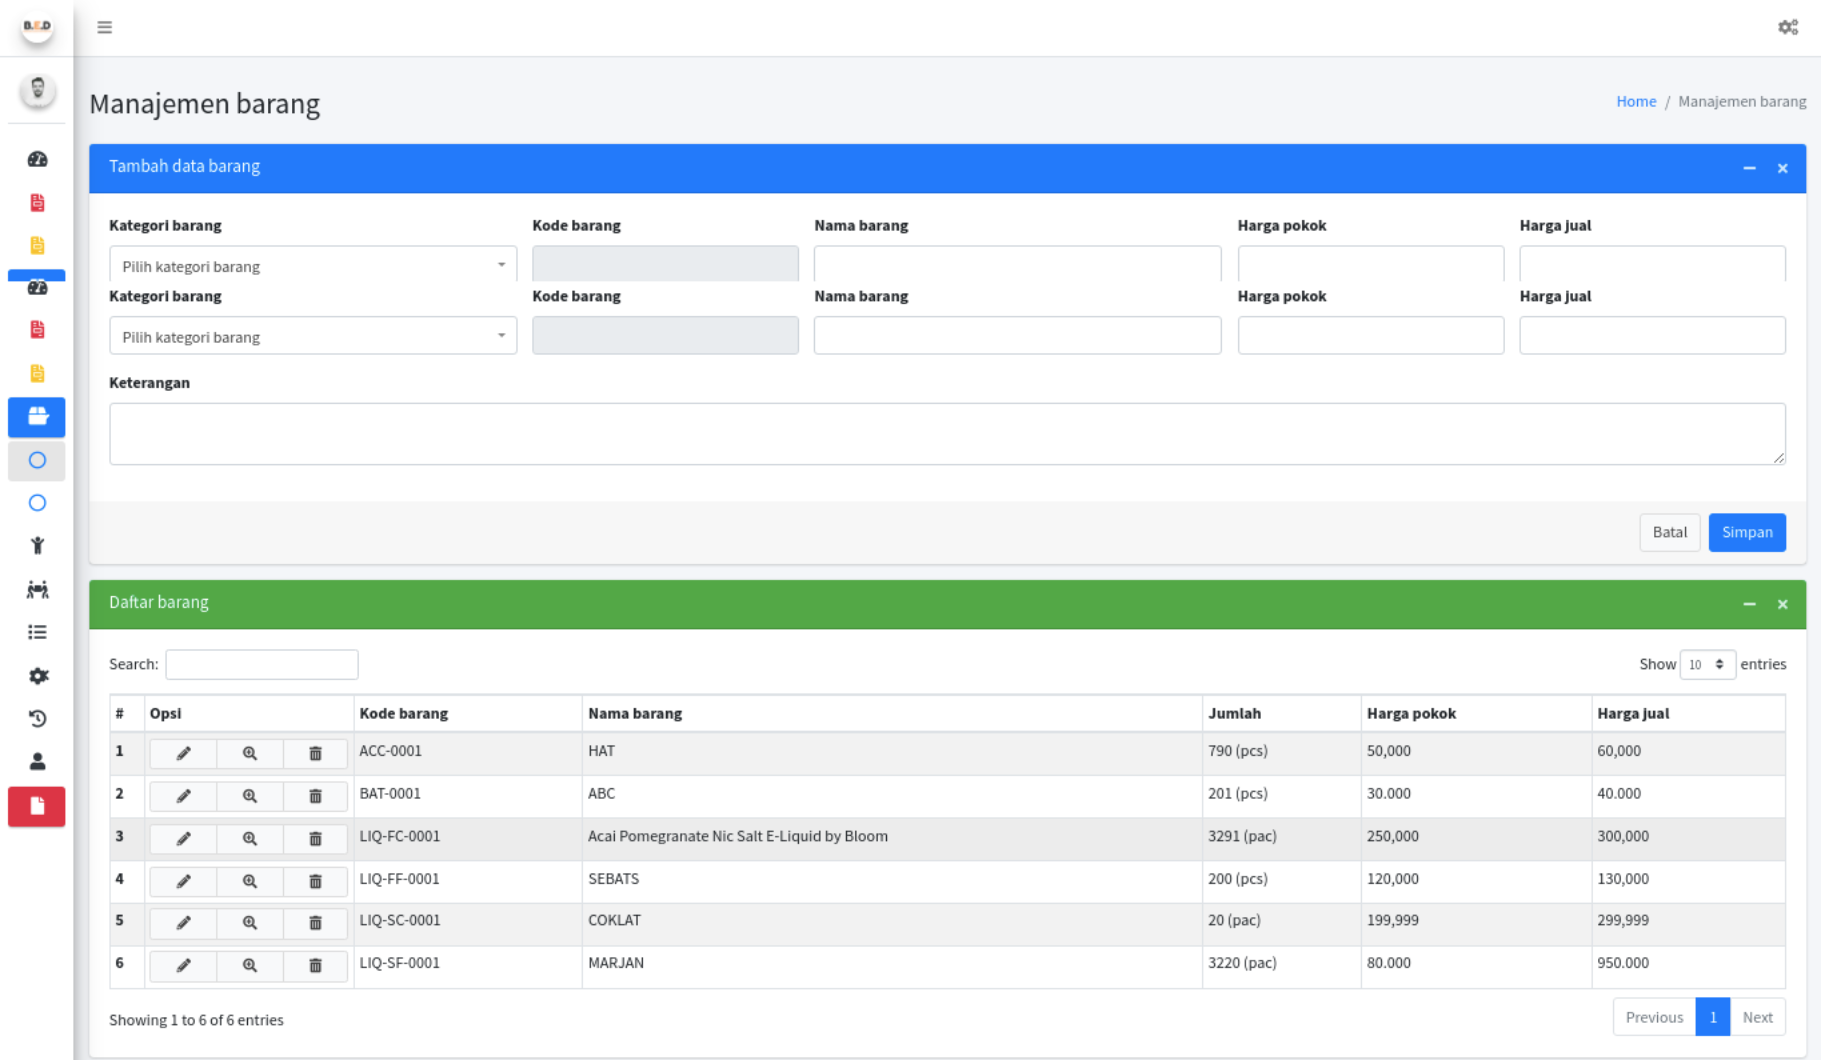 B.E.D
Manajemen barang
Home / Manajemen barang
Tambah data barang
Kategori barang Kode barang Nama barang Harga pokok Harga jual
Pilih kategori barang
Kategori barang Kode barang Nama barang Harga pokok Harga jual
Pilih kategori barang
Keterangan
Batal Simpan
Daftar barang
Search: Show 10 entries
# Opsi Kode barang Nama barang Jumlah Harga pokok Harga jual
1 ACC-0001 HAT 790 (pcs) 50,000 60,000
2 BAT-0001 ABC 201 (pcs) 30.000 40.000
3 LIQ-FC-0001 Acai Pomegranate Nic Salt E-Liquid by Bloom 3291 (pac) 250,000 300,000
4 LIQ-FF-0001 SEBATS 200 (pcs) 120,000 130,000
5 LIQ-SC-0001 COKLAT 20 (pac) 199,999 299,999
6 LIQ-SF-0001 MARJAN 3220 (pac) 80.000 950.000
Showing 1 to 6 of 6 entries
Previous 1 Next